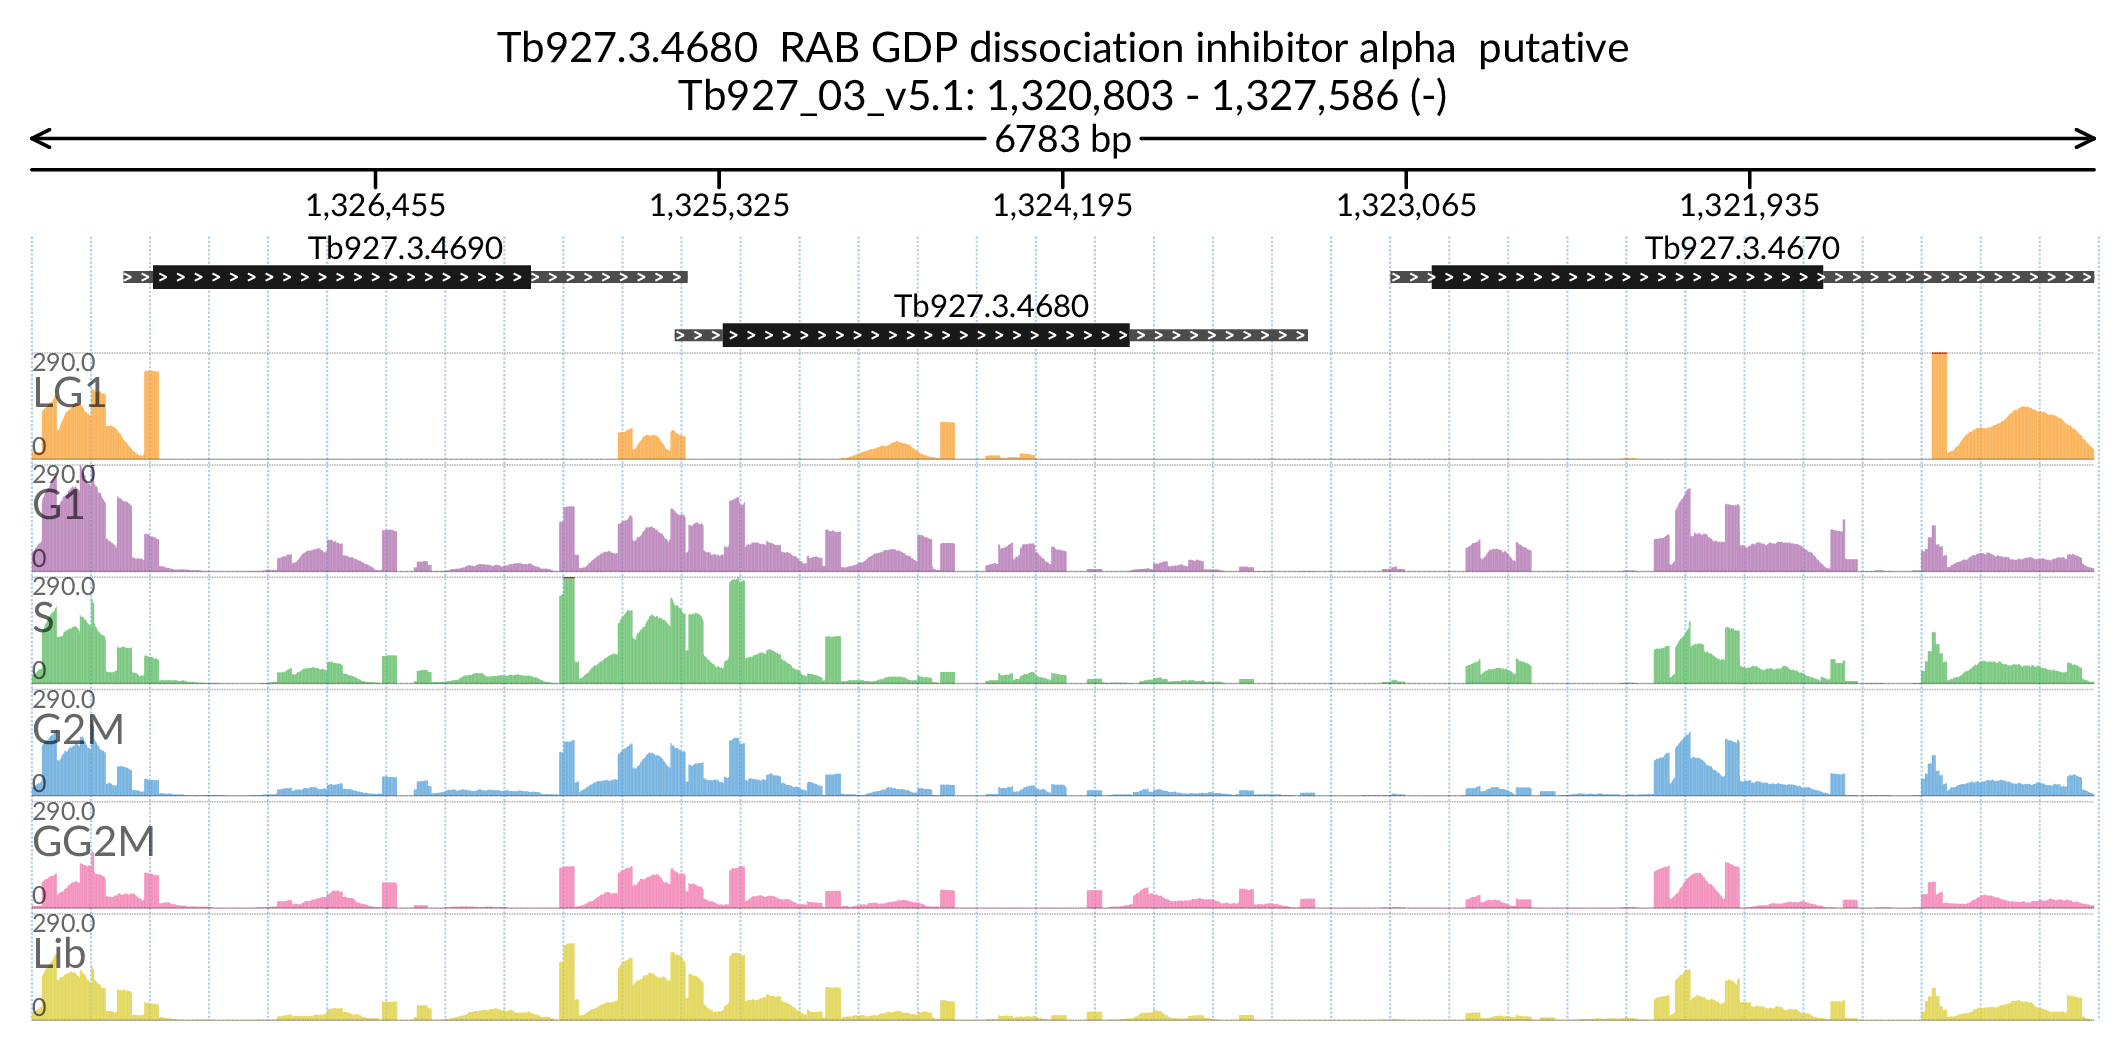 Tb927.3.4680  RAB GDP dissociation inhibitor alpha  putative
Tb927_03_v5.1: 1,320,803 - 1,327,586 (-)
6783 bp
1,326,455 1,325,325 1,324,195 1,323,065 1,321,935
Tb927.3.4690 Tb927.3.4670
Tb927.3.4680
290.0
LG1
0
290.0
G1
0
290.0
S
0
290.0
G2M
0
290.0
GG2M
0
290.0
Lib
0